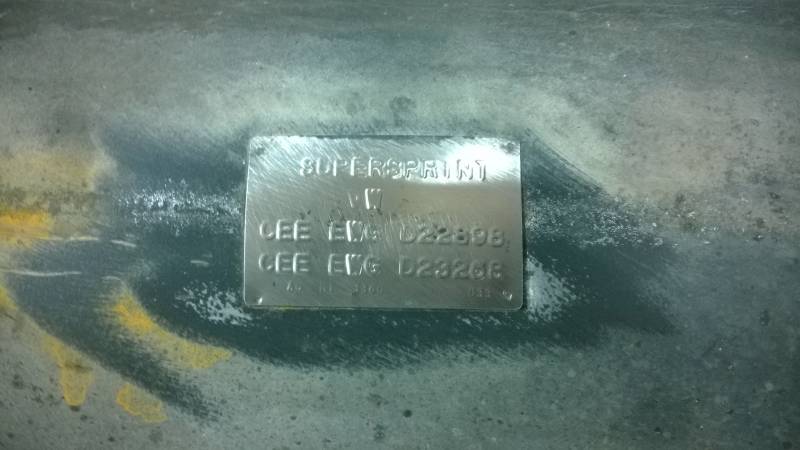 SUPERSPRINT
W
CEE EWG D22898
CEE EWG D23268